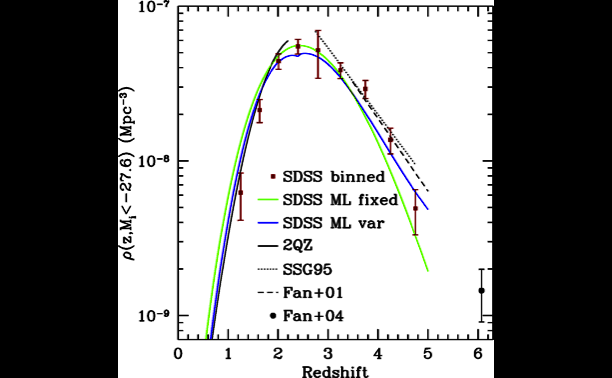 10⁻⁷
10⁻⁸
10⁻⁹
ρ(z,Mᵢ<−27.6) (Mpc⁻³)
SDSS binned
SDSS ML fixed
SDSS ML var
2QZ
SSG95
Fan+01
Fan+04
0 1 2 3 4 5 6
Redshift